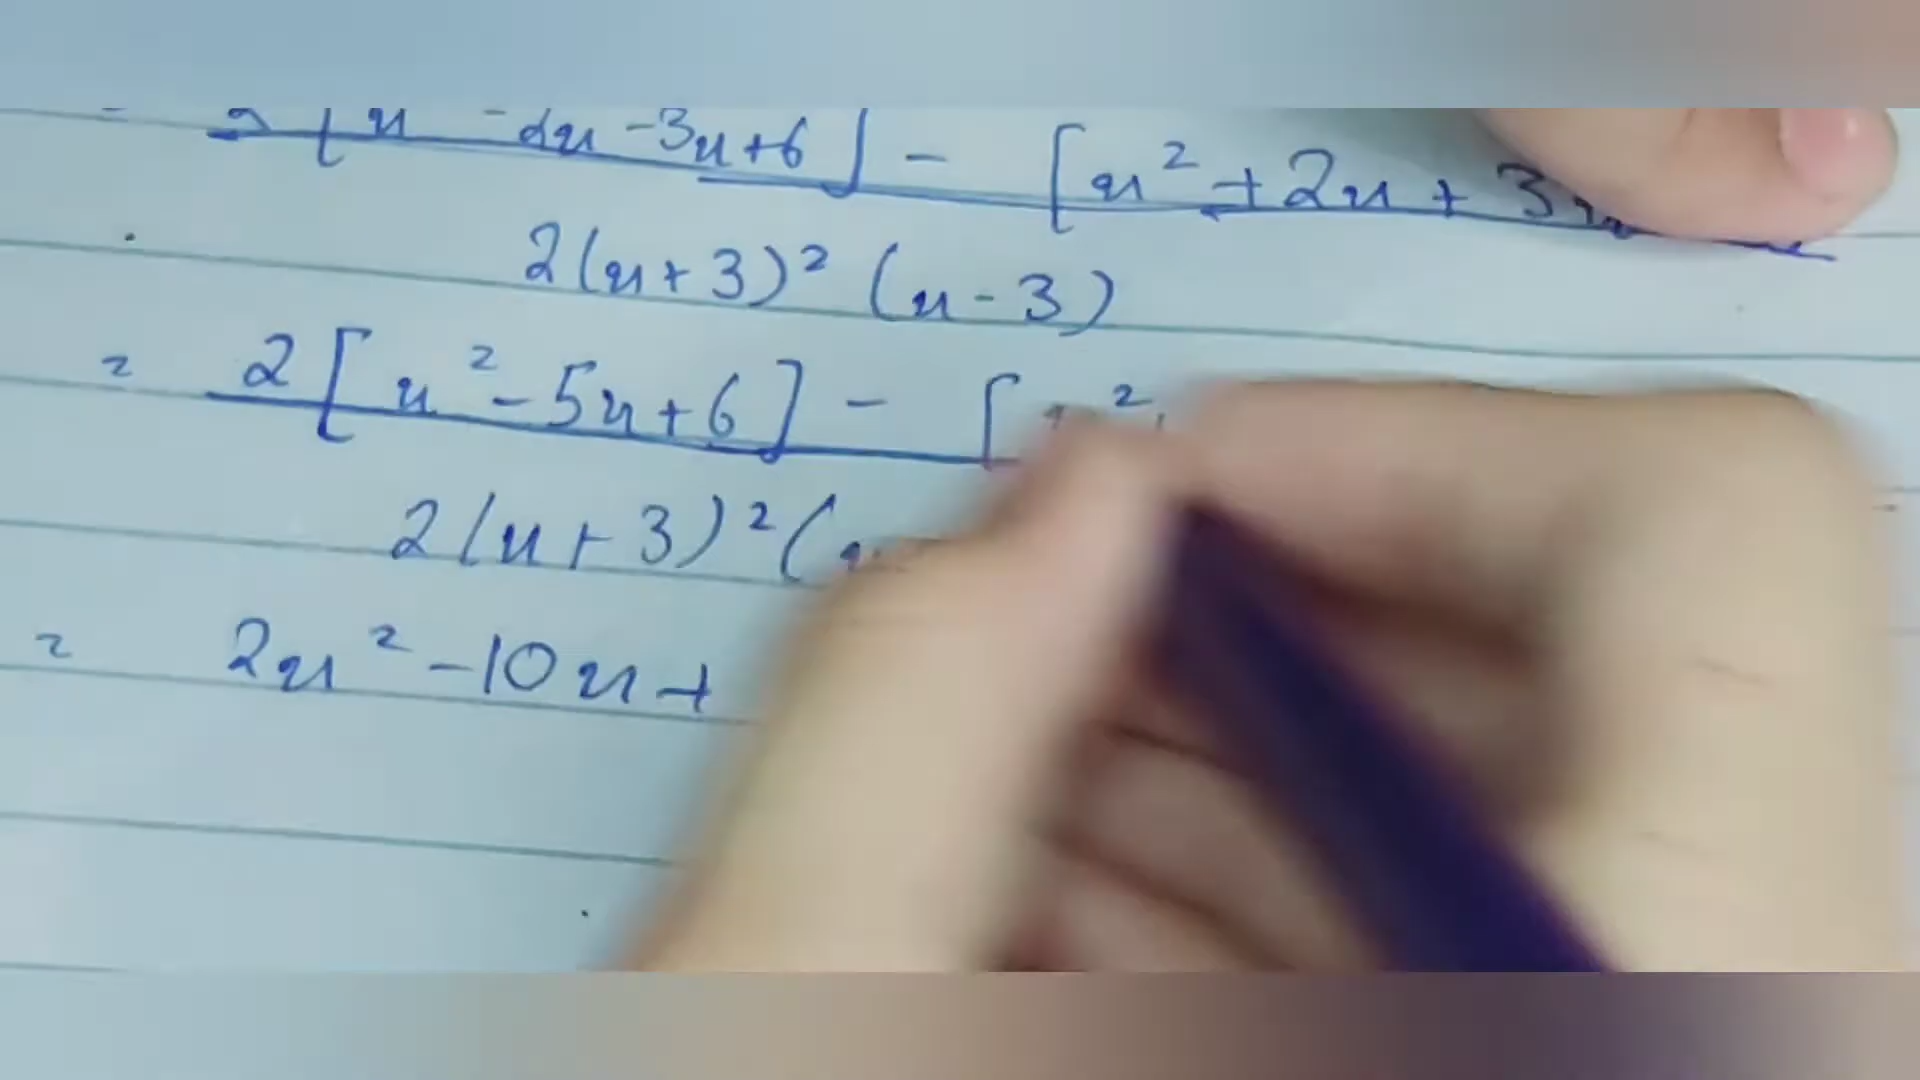 2 [x - 2x - 3x + 6] - [x² + 2x + 3x
2(x + 3)² (x - 3)
= 2 [x² - 5x + 6] - [x² +
2(x + 3)² (x
= 2x² - 10x +